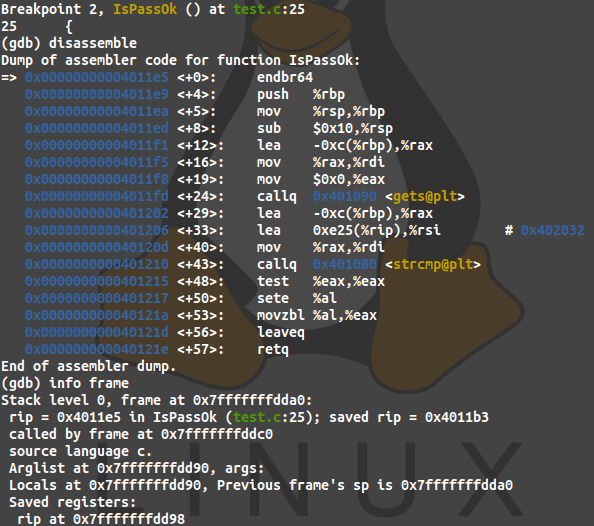 Breakpoint 2, IsPassOk () at test.c:25
25 {
(gdb) disassemble
Dump of assembler code for function IsPassOk:
=> 0x00000000004011e5 <+0>: endbr64
0x00000000004011e9 <+4>: push %rbp
0x00000000004011ea <+5>: mov %rsp,%rbp
0x00000000004011ed <+8>: sub $0x10,%rsp
0x00000000004011f1 <+12>: lea -0xc(%rbp),%rax
0x00000000004011f5 <+16>: mov %rax,%rdi
0x00000000004011f8 <+19>: mov $0x0,%eax
0x00000000004011fd <+24>: callq 0x401090 <gets@plt>
0x0000000000401202 <+29>: lea -0xc(%rbp),%rax
0x0000000000401206 <+33>: lea 0xe25(%rip),%rsi # 0x402032
0x000000000040120d <+40>: mov %rax,%rdi
0x0000000000401210 <+43>: callq 0x401080 <strcmp@plt>
0x0000000000401215 <+48>: test %eax,%eax
0x0000000000401217 <+50>: sete %al
0x000000000040121a <+53>: movzbl %al,%eax
0x000000000040121d <+56>: leaveq
0x000000000040121e <+57>: retq
End of assembler dump.
(gdb) info frame
Stack level 0, frame at 0x7fffffffdda0:
rip = 0x4011e5 in IsPassOk (test.c:25); saved rip = 0x4011b3
called by frame at 0x7fffffffddc0
source language c.
Arglist at 0x7fffffffdd90, args:
Locals at 0x7fffffffdd90, Previous frame's sp is 0x7fffffffdda0
Saved registers:
rip at 0x7fffffffdd98
LINUX